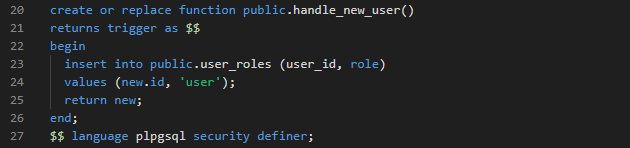 20 create or replace function public.handle_new_user()
21 returns trigger as $$
22 begin
23   insert into public.user_roles (user_id, role)
24   values (new.id, 'user');
25   return new;
26 end;
27 $$ language plpgsql security definer;